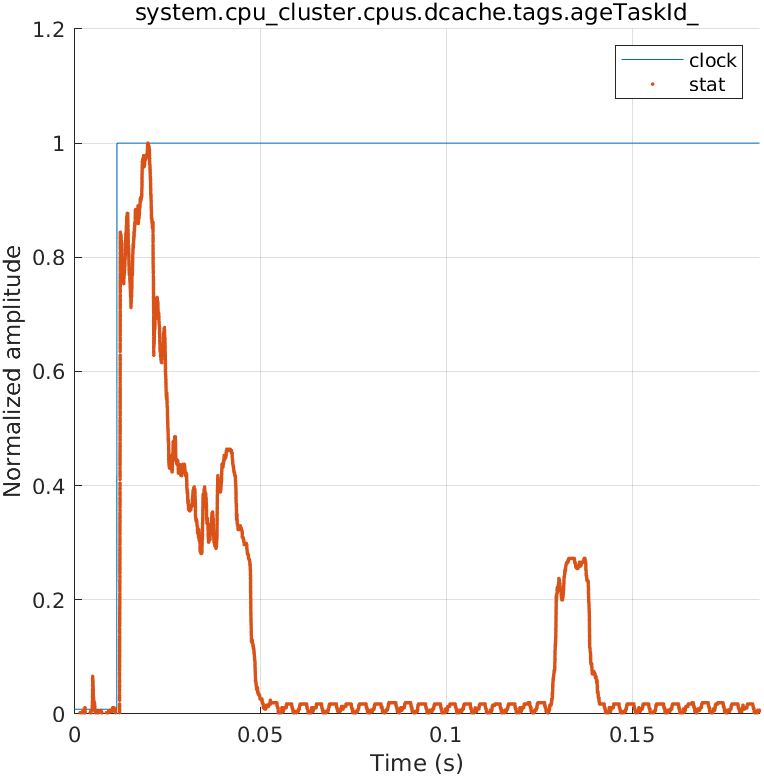 system.cpu_cluster.cpus.dcache.tags.ageTaskId_
1.2
clock
stat
1
0.8
0.6
0.4
0.2
0
Normalized amplitude
0
0.05
0.1
0.15
Time (s)